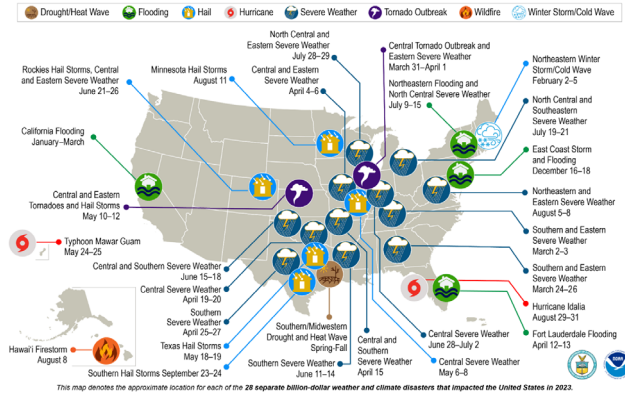 Drought/Heat Wave Flooding Hail Hurricane Severe Weather Tornado Outbreak Wildfire Winter Storm/Cold Wave
North Central and
Eastern Severe Weather
July 28–29
Central Tornado Outbreak and
Eastern Severe Weather
March 31–April 1
Northeastern Winter
Storm/Cold Wave
February 2–5
Rockies Hail Storms, Central
and Eastern Severe Weather
June 21–26
Minnesota Hail Storms
August 11
Central and Eastern
Severe Weather
April 4–6
Northeastern Flooding and
North Central Severe Weather
July 9–15
North Central and
Southeastern
Severe Weather
July 19–21
California Flooding
January–March
East Coast Storm
and Flooding
December 16–18
Central and Eastern
Tornadoes and Hail Storms
May 10–12
Northeastern and
Eastern Severe Weather
August 5–8
Southern and Eastern
Severe Weather
March 2–3
Typhoon Mawar Guam
May 24–25
Southern and Eastern
Severe Weather
March 24–26
Central and Southern Severe Weather
June 15–18
Central Severe Weather
April 19–20
Southern
Severe Weather
April 25–27
Texas Hail Storms
May 18–19
Southern Hail Storms September 23–24
Southern/Midwestern
Drought and Heat Wave
Spring-Fall
Southern Severe Weather
June 11–14
Central and
Southern
Severe Weather
April 15
Central Severe Weather
June 28–July 2
Central Severe Weather
May 6–8
Hurricane Idalia
August 29–31
Fort Lauderdale Flooding
April 12–13
Hawai'i Firestorm
August 8
NOAA
This map denotes the approximate location for each of the 28 separate billion-dollar weather and climate disasters that impacted the United States in 2023.